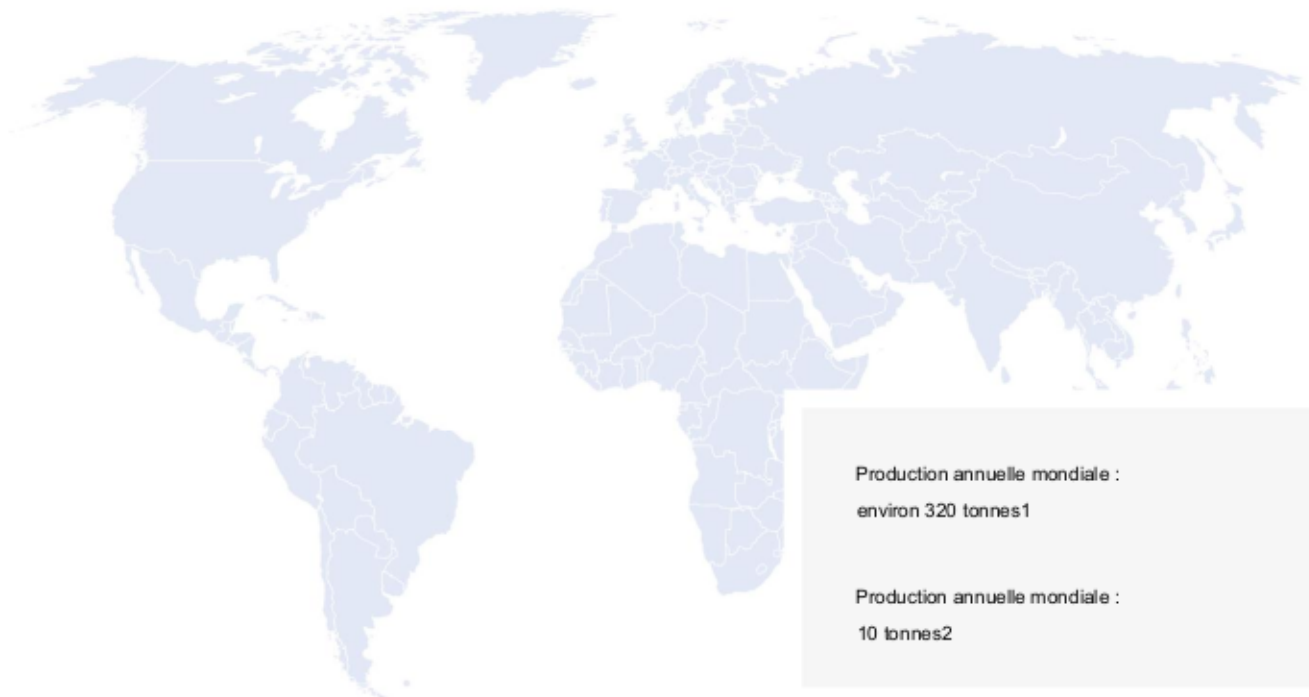 Production annuelle mondiale :
environ 320 tonnes1
Production annuelle mondiale :
10 tonnes2